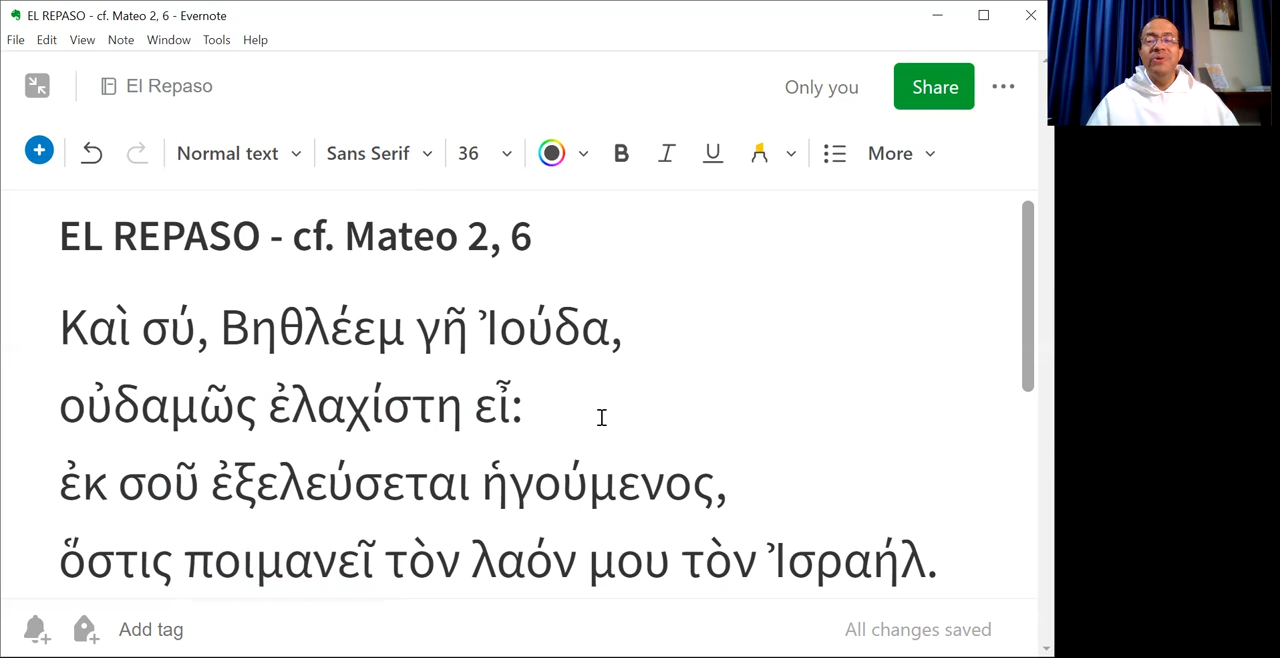 EL REPASO - cf. Mateo 2, 6 - Evernote
File Edit View Note Window Tools Help
El Repaso Only you Share
Normal text Sans Serif 36 B I U More
EL REPASO - cf. Mateo 2, 6
Καὶ σύ, Βηθλέεμ γῆ Ἰούδα,
οὐδαμῶς ἐλαχίστη εἶ:
ἐκ σοῦ ἐξελεύσεται ἡγούμενος,
ὅστις ποιμανεῖ τὸν λαόν μου τὸν Ἰσραήλ.
Add tag All changes saved